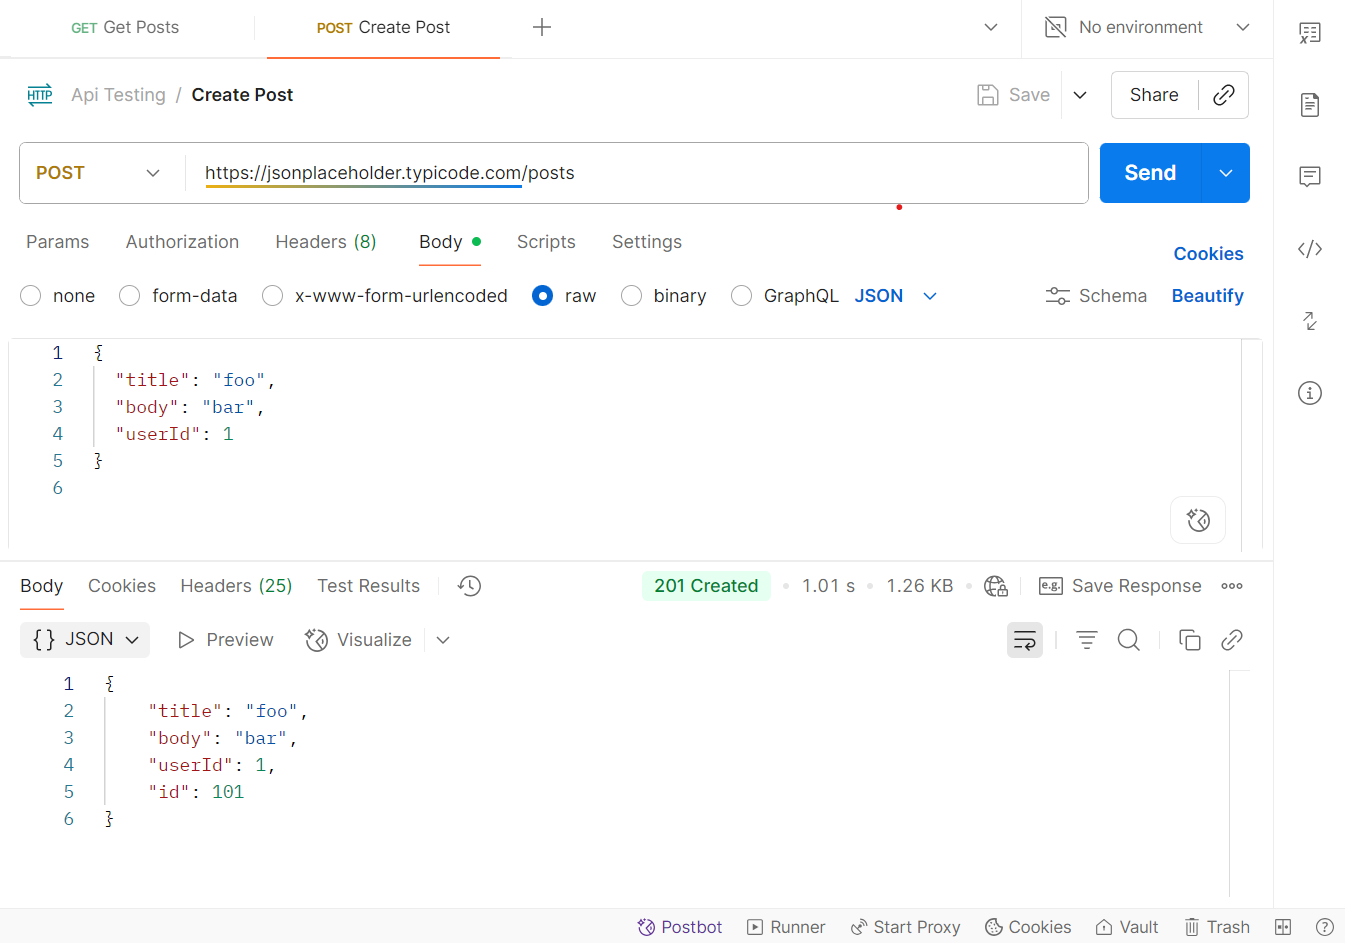 GET Get Posts POST Create Post No environment
HTTP Api Testing / Create Post Save Share
POST https://jsonplaceholder.typicode.com/posts Send
Params Authorization Headers (8) Body Scripts Settings Cookies
none form-data x-www-form-urlencoded raw binary GraphQL JSON Schema Beautify
1 {
2 "title": "foo",
3 "body": "bar",
4 "userId": 1
5 }
6
Body Cookies Headers (25) Test Results 201 Created • 1.01 s • 1.26 KB • e.g. Save Response
{} JSON Preview Visualize
1 {
2 "title": "foo",
3 "body": "bar",
4 "userId": 1,
5 "id": 101
6 }
Postbot Runner Start Proxy Cookies Vault Trash